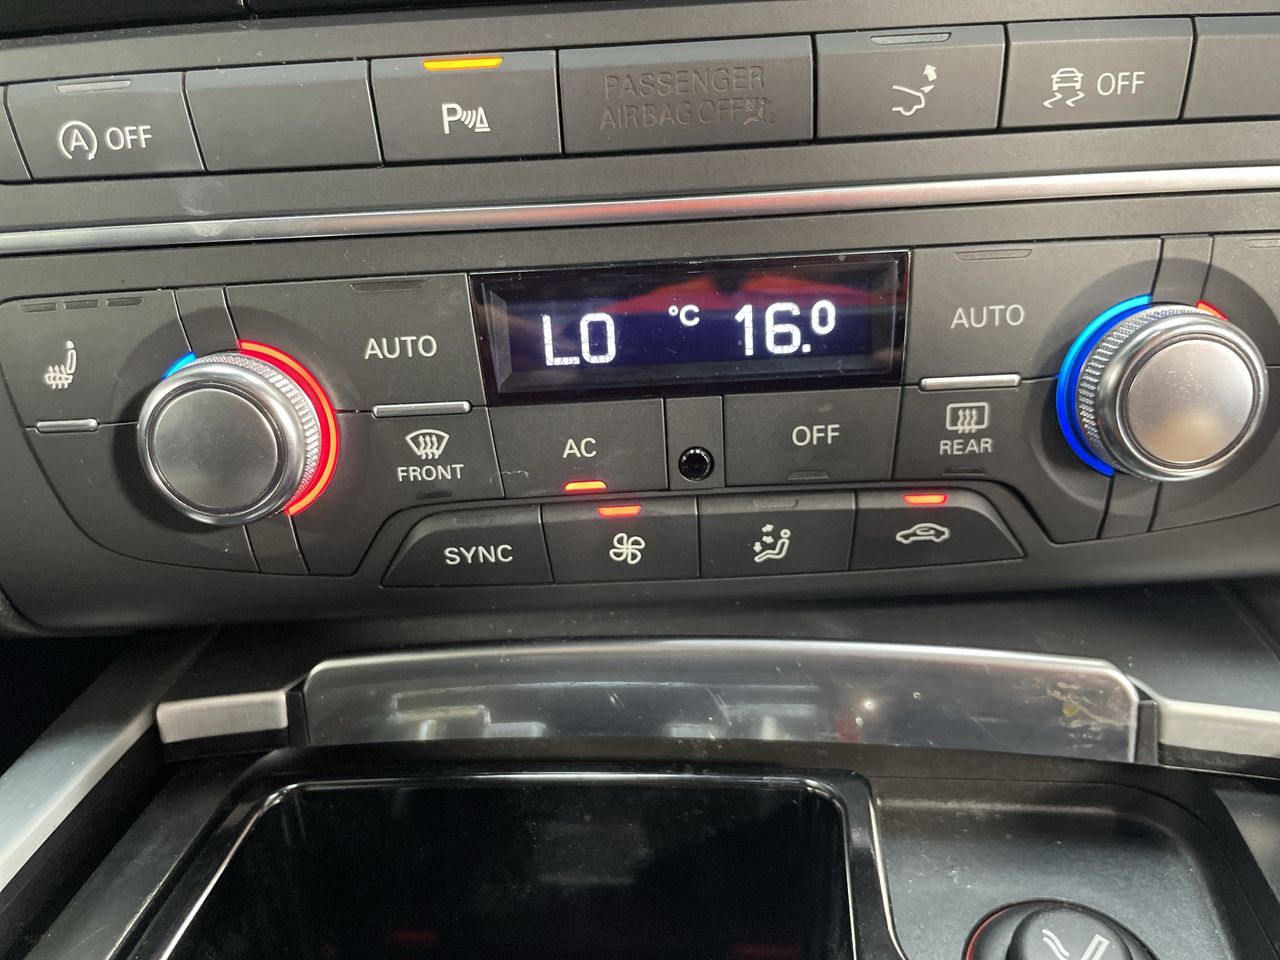 A OFF
P
PASSENGER
AIRBAG OFF
OFF
AUTO
LO °C 16.0
AUTO
FRONT
AC
OFF
REAR
SYNC